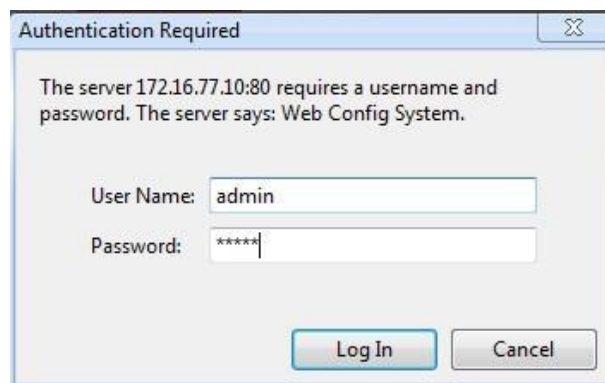 Authentication Required
The server 172.16.77.10:80 requires a username and
password. The server says: Web Config System.
User Name: admin
Password: *****
Log In Cancel